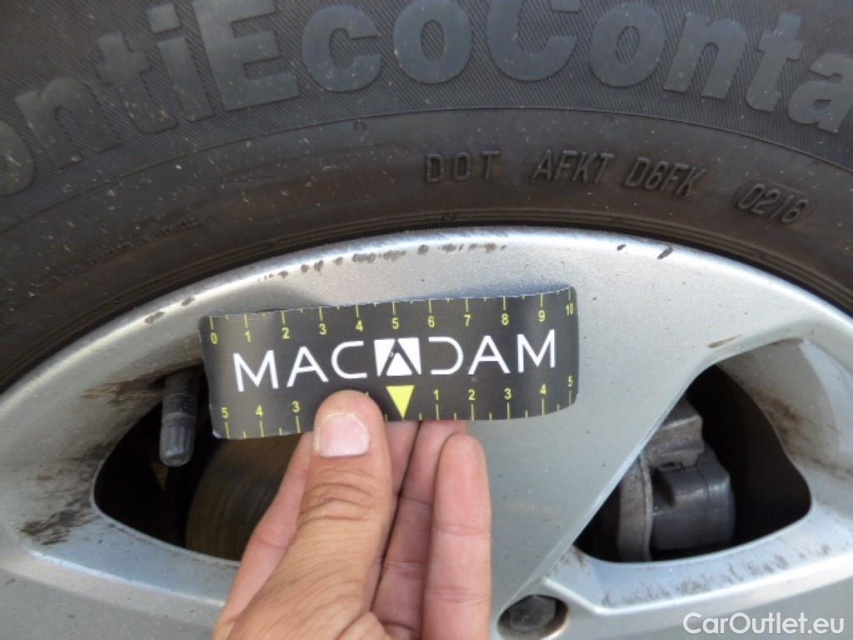 ontiEcoConta
DOT AFKT D6FK 0216
0 1 2 3 4 5 6 7 8 9 10
MACADAM
5 4 3 1 2 3 4 5
CarOutlet.eu